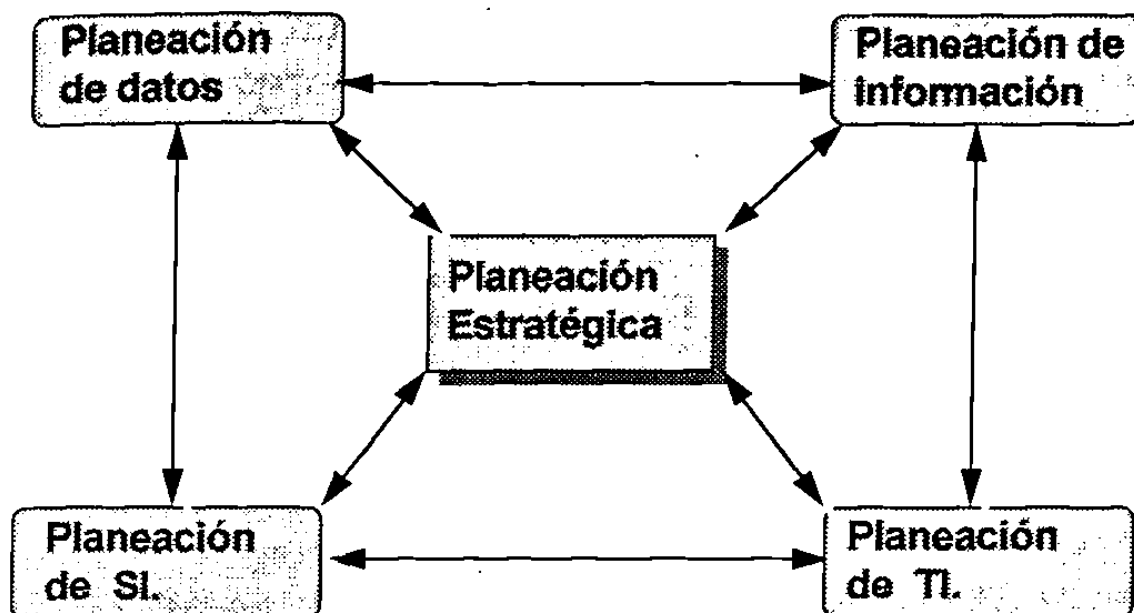 Planeación
de datos
Planeación de
información
Planeación
Estratégica
Planeación
de SI.
Planeación
de TI.